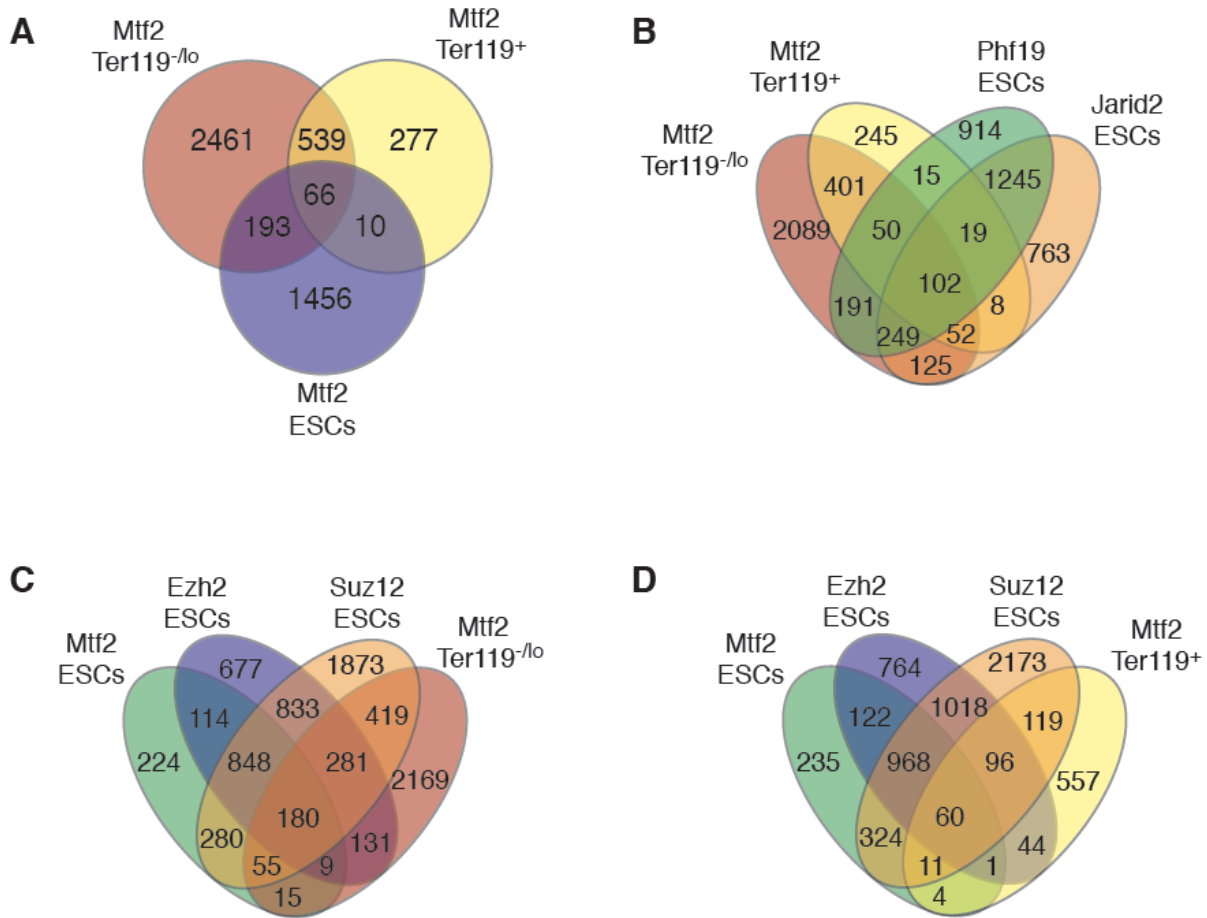 A
Mtf2
Ter119-/lo
Mtf2
Ter119+
2461
539
277
66
193
10
1456
Mtf2
ESCs
B
Mtf2
Ter119+
Phf19
ESCs
Jarid2
ESCs
Mtf2
Ter119-/lo
245
914
401
15
1245
2089
50
19
763
102
191
8
249
52
125
C
Ezh2
ESCs
Suz12
ESCs
Mtf2
ESCs
Mtf2
Ter119-/lo
677
1873
114
833
419
224
848
281
2169
180
280
131
55
9
15
D
Ezh2
ESCs
Suz12
ESCs
Mtf2
ESCs
Mtf2
Ter119+
764
2173
122
1018
119
235
968
96
557
60
324
44
11
1
4